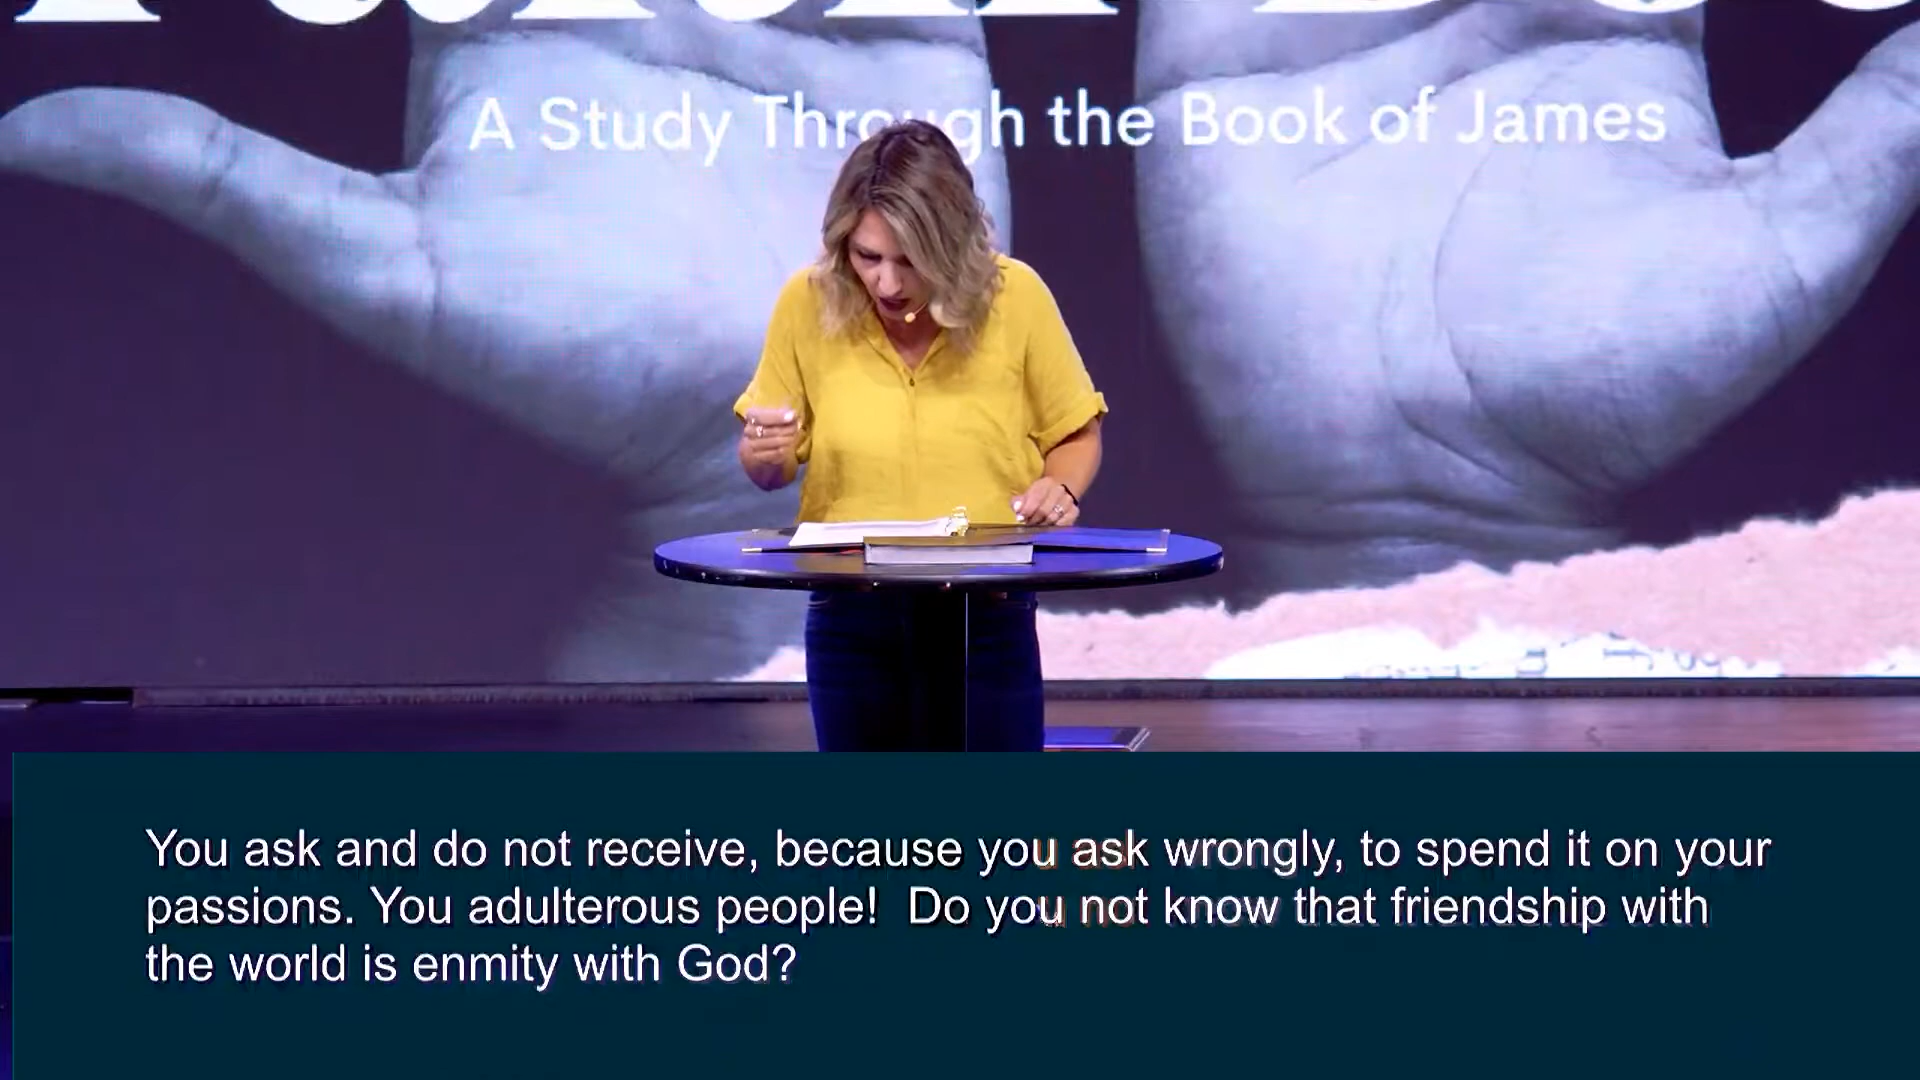 A Study Through the Book of James
You ask and do not receive, because you ask wrongly, to spend it on your
passions. You adulterous people!  Do you not know that friendship with
the world is enmity with God?